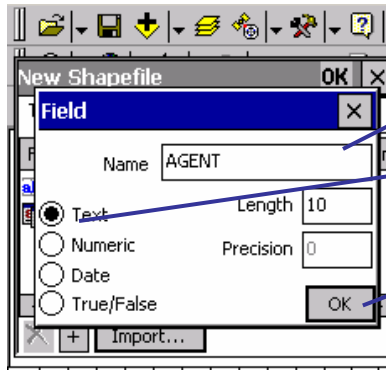 New Shapefile OK
Field
Name AGENT
Text Length 10
Numeric Precision 0
Date
True/False OK
+ Import...